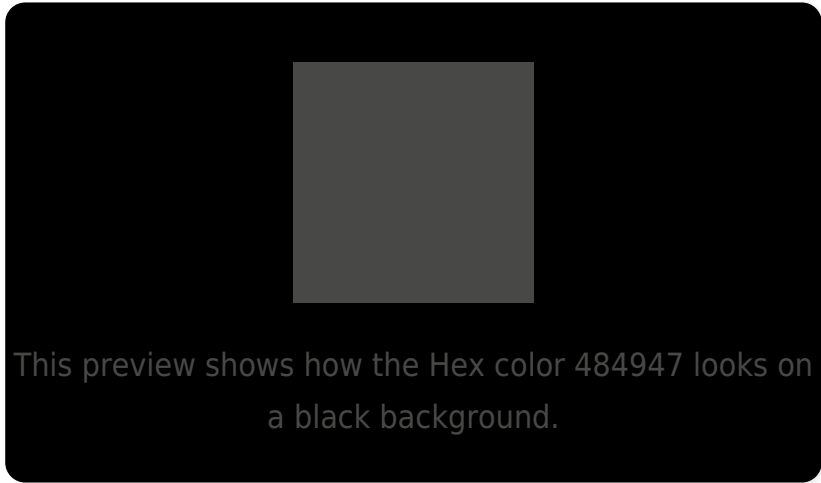 This preview shows how the Hex color 484947 looks on
a black background.